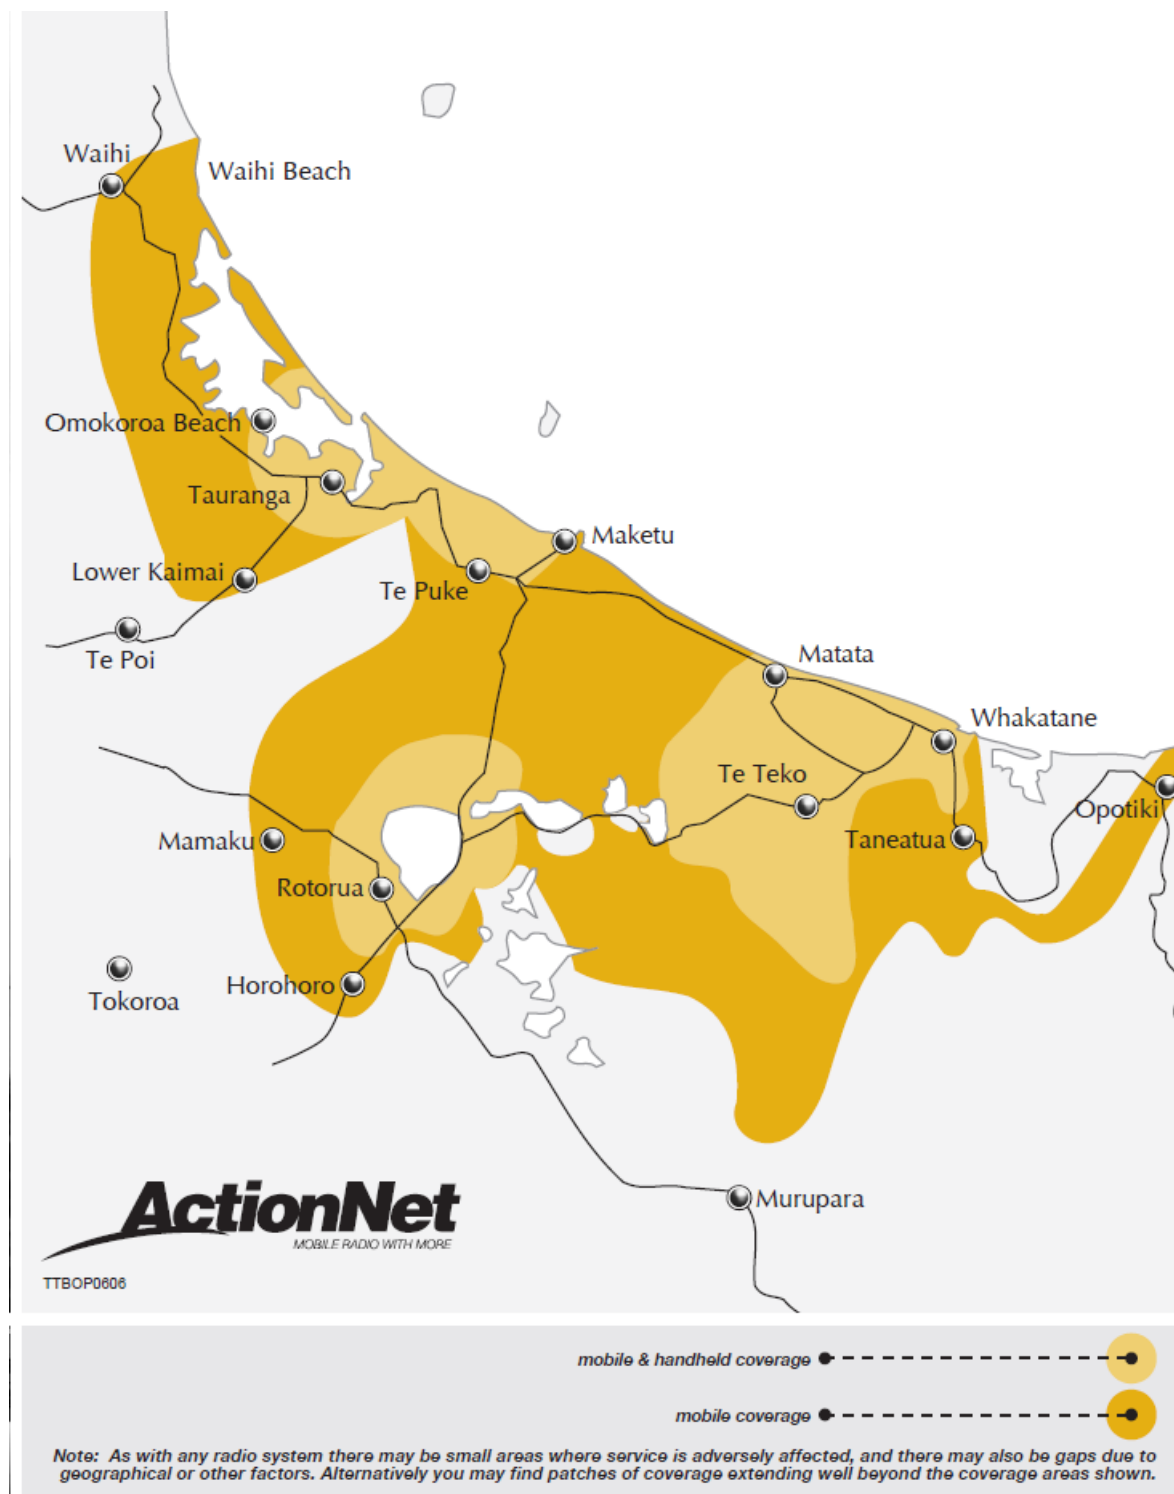 Waihi
Waihi Beach
Omokoroa Beach
Tauranga
Maketu
Lower Kaimai
Te Puke
Te Poi
Matata
Whakatane
Te Teko
Opotiki
Mamaku
Taneatua
Rotorua
Horohoro
Tokoroa
ActionNet
MOBILE RADIO WITH MORE
Murupara
TTBOP0606
mobile & handheld coverage
mobile coverage
Note: As with any radio system there may be small areas where service is adversely affected, and there may also be gaps due to
geographical or other factors. Alternatively you may find patches of coverage extending well beyond the coverage areas shown.